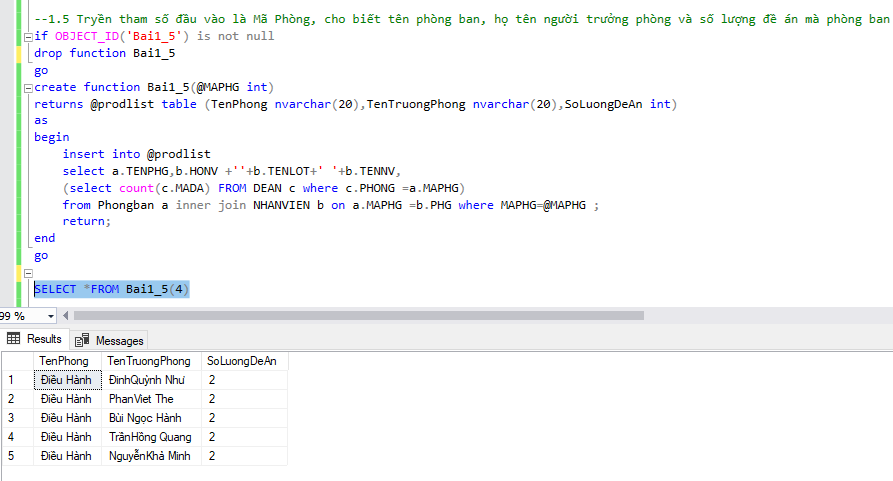 --1.5 Tryền tham số đầu vào là Mã Phòng, cho biết tên phòng ban, họ tên người trưởng phòng và số lượng đề án mà phòng ban
if OBJECT_ID('Bai1_5') is not null
drop function Bai1_5
go
create function Bai1_5(@MAPHG int)
returns @prodlist table (TenPhong nvarchar(20),TenTruongPhong nvarchar(20),SoLuongDeAn int)
as
begin
insert into @prodlist
select a.TENPHG,b.HONV +''+b.TENLOT+' '+b.TENNV,
(select count(c.MADA) FROM DEAN c where c.PHONG =a.MAPHG)
from Phongban a inner join NHANVIEN b on a.MAPHG =b.PHG where MAPHG=@MAPHG ;
return;
end
go
SELECT *FROM Bai1_5(4)
99 %
Results Messages
TenPhong TenTruongPhong SoLuongDeAn
1 Điều Hành ĐinhQuỳnh Như 2
2 Điều Hành PhanViet The 2
3 Điều Hành Bùi Ngọc Hành 2
4 Điều Hành TrầnHồng Quang 2
5 Điều Hành NguyễnKhả Minh 2